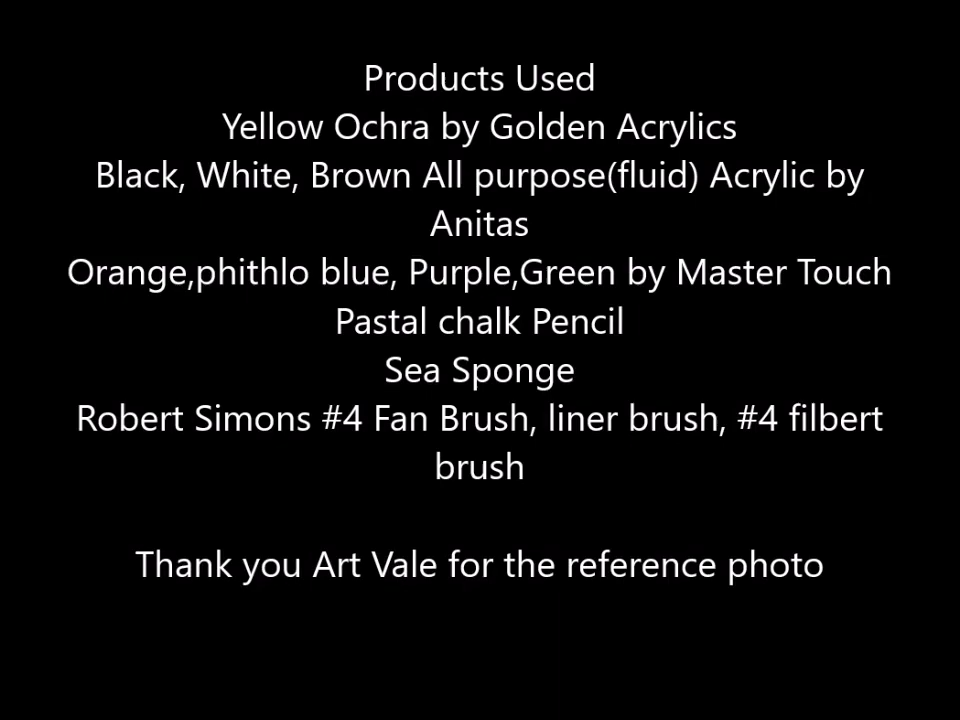 Products Used
Yellow Ochra by Golden Acrylics
Black, White, Brown All purpose(fluid) Acrylic by
Anitas
Orange,phithlo blue, Purple,Green by Master Touch
Pastal chalk Pencil
Sea Sponge
Robert Simons #4 Fan Brush, liner brush, #4 filbert
brush
Thank you Art Vale for the reference photo